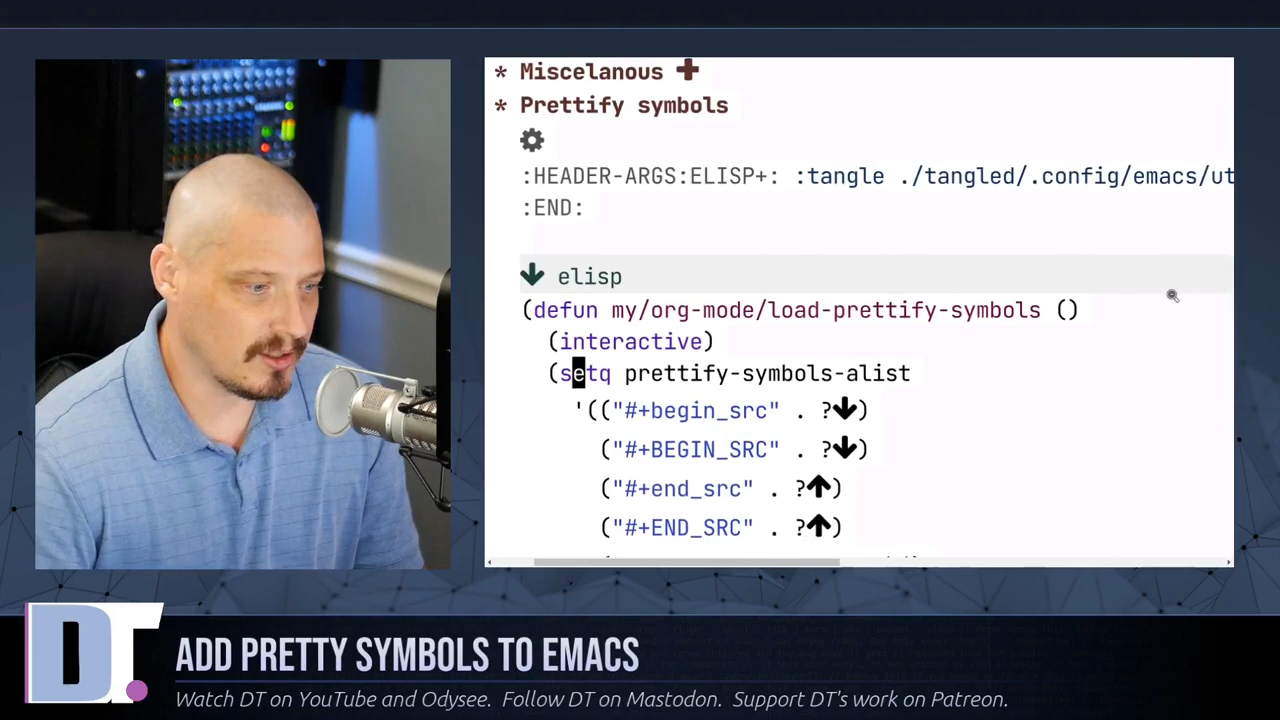 * Miscelanous ✚
* Prettify symbols
⚙
:HEADER-ARGS:ELISP+: :tangle ./tangled/.config/emacs/ut
:END:
🡻 elisp
(defun my/org-mode/load-prettify-symbols ()
(interactive)
(setq prettify-symbols-alist
'(("#+begin_src" . ?🡻)
("#+BEGIN_SRC" . ?🡻)
("#+end_src" . ?🡹)
("#+END_SRC" . ?🡹)
DT.
ADD PRETTY SYMBOLS TO EMACS
Watch DT on YouTube and Odysee. Follow DT on Mastodon. Support DT's work on Patreon.